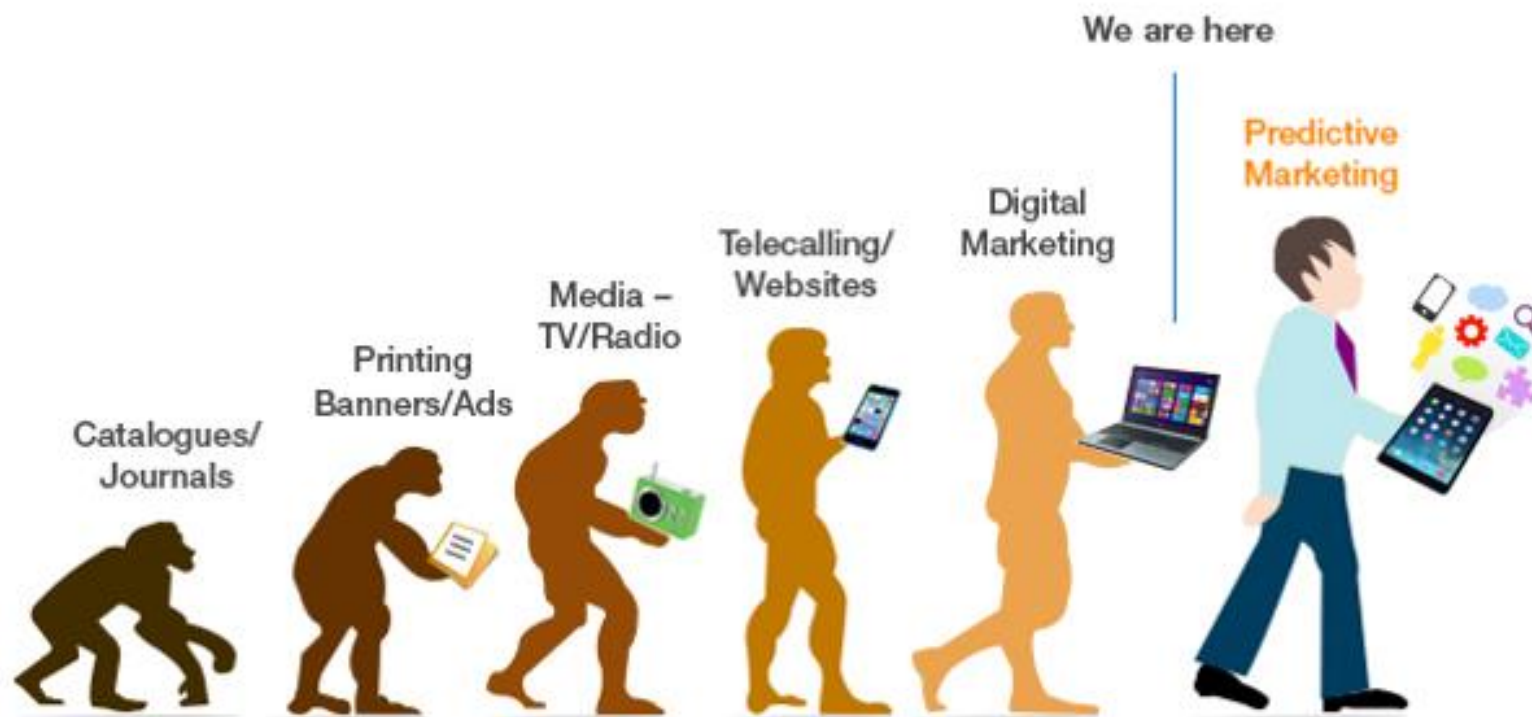 We are here
Predictive
Marketing
Digital
Marketing
Telecalling/
Websites
Media –
TV/Radio
Printing
Banners/Ads
Catalogues/
Journals